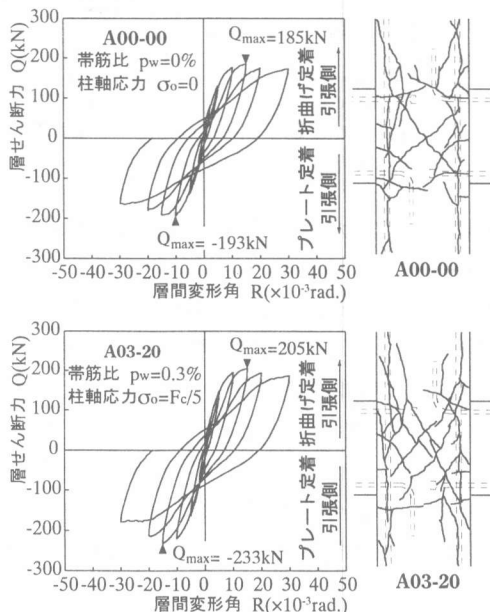 A00-00
帯筋比 pw=0%
柱軸応力 σo=0
Qmax=185kN
Qmax= -193kN
層せん断力 Q(kN)
300
200
100
0
-100
-200
-300
折曲げ定着
引張側
プレート定着
引張側
-50 -40 -30 -20 -10 0 10 20 30 40 50
層間変形角 R(×10-3rad.)
A00-00
A03-20
帯筋比 pw=0.3%
柱軸応力σo=Fc/5
Qmax=205kN
Qmax= -233kN
層せん断力 Q(kN)
300
200
100
0
-100
-200
-300
折曲げ定着
引張側
プレート定着
引張側
-50 -40 -30 -20 -10 0 10 20 30 40 50
層間変形角 R(×10-3rad.)
A03-20